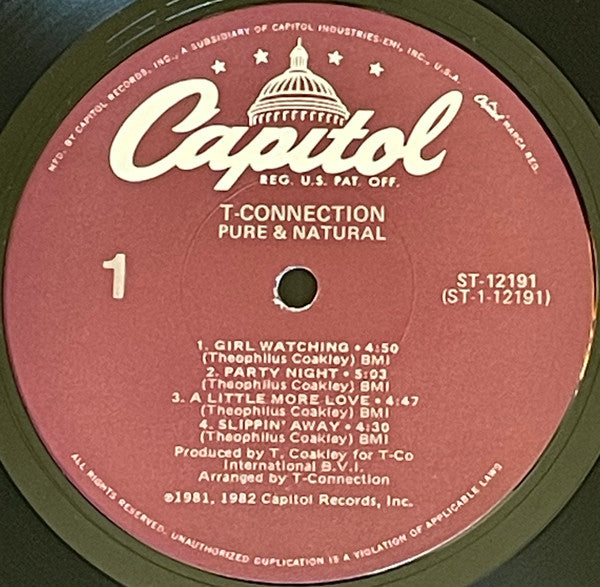 MFD. BY CAPITOL RECORDS, INC., A SUBSIDIARY OF CAPITOL INDUSTRIES-EMI, INC., U.S.A.
Capitol
MARCA REG.
Capitol
REG. U.S. PAT. OFF.
T-CONNECTION
PURE & NATURAL
1
ST-12191
(ST-1-12191)
1. GIRL WATCHING • 4:50
(Theophilus Coakley) BMI
2. PARTY NIGHT • 5:03
(Theophilus Coakley) BMI
3. A LITTLE MORE LOVE • 4:47
(Theophilus Coakley) BMI
4. SLIPPIN' AWAY • 4:30
(Theophilus Coakley) BMI
Produced by T. Coakley for T-Co
International B.V.I.
Arranged by T-Connection
℗1981, 1982 Capitol Records, Inc.
ALL RIGHTS RESERVED. UNAUTHORIZED DUPLICATION IS A VIOLATION OF APPLICABLE LAWS